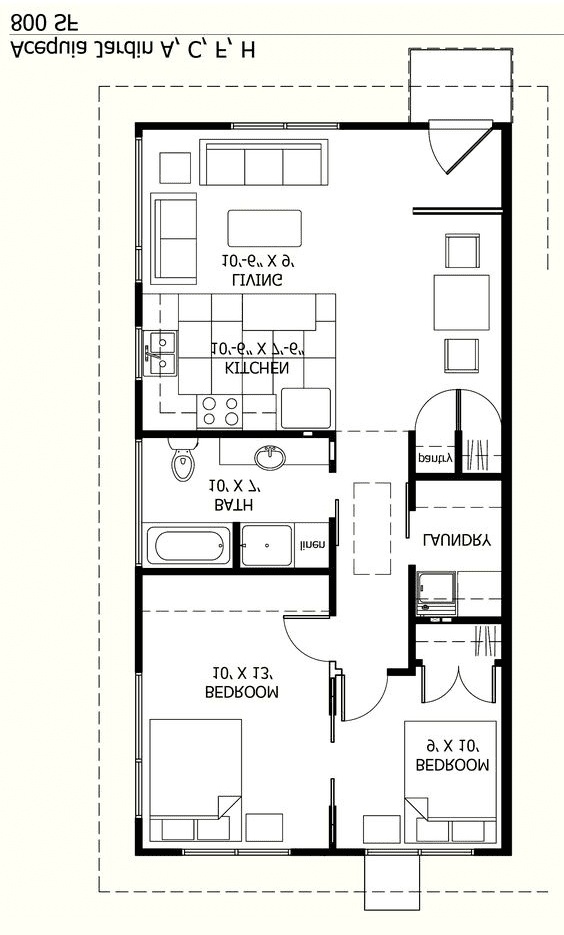 BEDROOM
9' X 10'
BEDROOM
10' X 13'
LAUNDRY
linen
BATH
10' X 7'
pantry
KITCHEN
10'-6" X 7'-6"
LIVING
10'-6" X 9'
Acequia Jardin A, C, F, H
800 SF